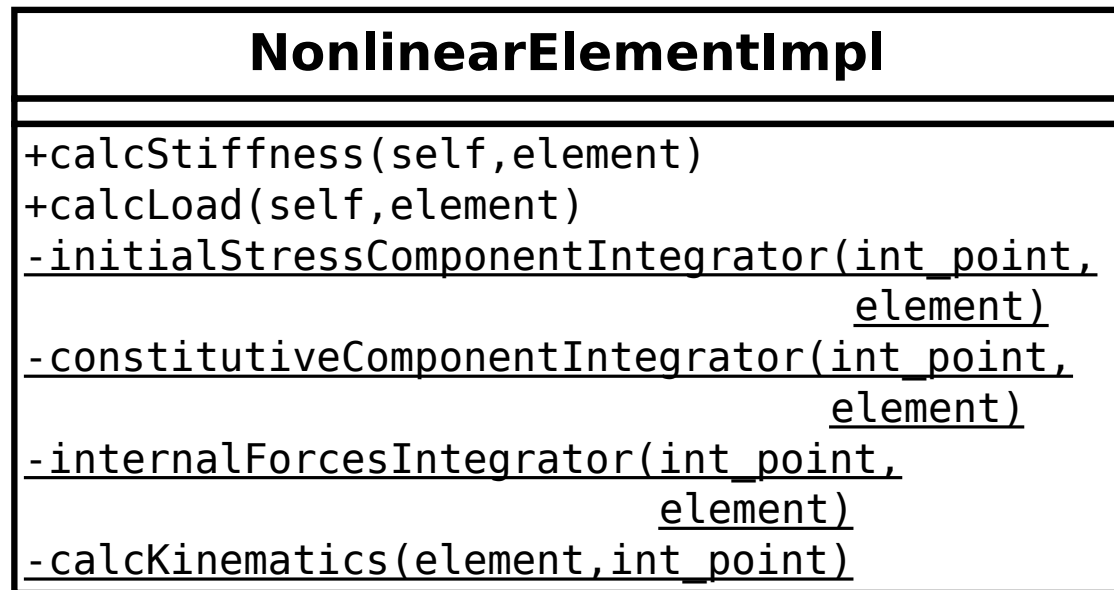 NonlinearElementImpl
+calcStiffness(self,element)
+calcLoad(self,element)
-initialStressComponentIntegrator(int_point,
element)
-constitutiveComponentIntegrator(int_point,
element)
-internalForcesIntegrator(int_point,
element)
-calcKinematics(element,int_point)